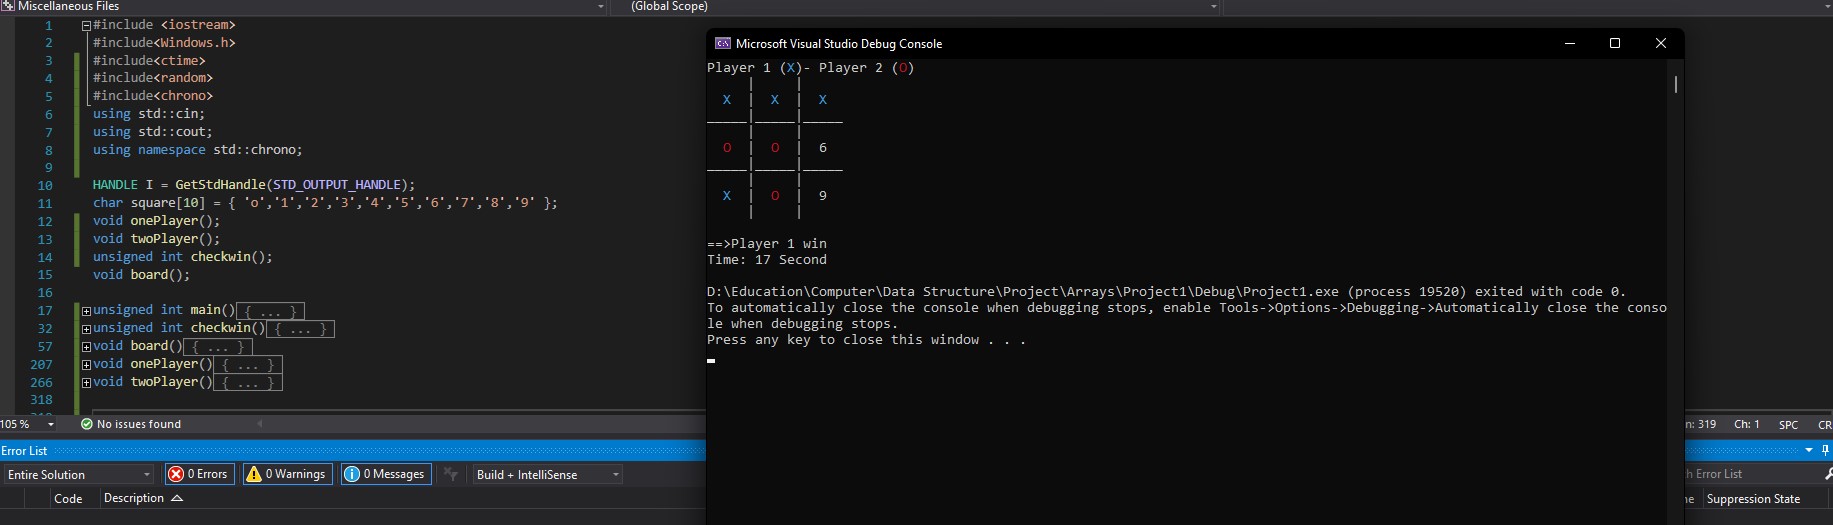 Miscellaneous Files
(Global Scope)
1 #include <iostream>
2 #include<Windows.h>
3 #include<ctime>
4 #include<random>
5 #include<chrono>
6 using std::cin;
7 using std::cout;
8 using namespace std::chrono;
9
10 HANDLE I = GetStdHandle(STD_OUTPUT_HANDLE);
11 char square[10] = { 'o','1','2','3','4','5','6','7','8','9' };
12 void onePlayer();
13 void twoPlayer();
14 unsigned int checkwin();
15 void board();
16
17 unsigned int main(){ ... }
32 unsigned int checkwin(){ ... }
57 void board(){ ... }
207 void onePlayer(){ ... }
266 void twoPlayer(){ ... }
318
105 %
No issues found
Microsoft Visual Studio Debug Console
Player 1 (X)- Player 2 (O)
X | X | X
_____|_____|_____
O | O | 6
_____|_____|_____
X | O | 9
==>Player 1 win
Time: 17 Second
D:\Education\Computer\Data Structure\Project\Arrays\Project1\Debug\Project1.exe (process 19520) exited with code 0.
To automatically close the console when debugging stops, enable Tools->Options->Debugging->Automatically close the conso
le when debugging stops.
Press any key to close this window . . .
n: 319 Ch: 1 SPC CR
Error List
Entire Solution
0 Errors
0 Warnings
0 Messages
Build + IntelliSense
h Error List
Code
Description
ne
Suppression State